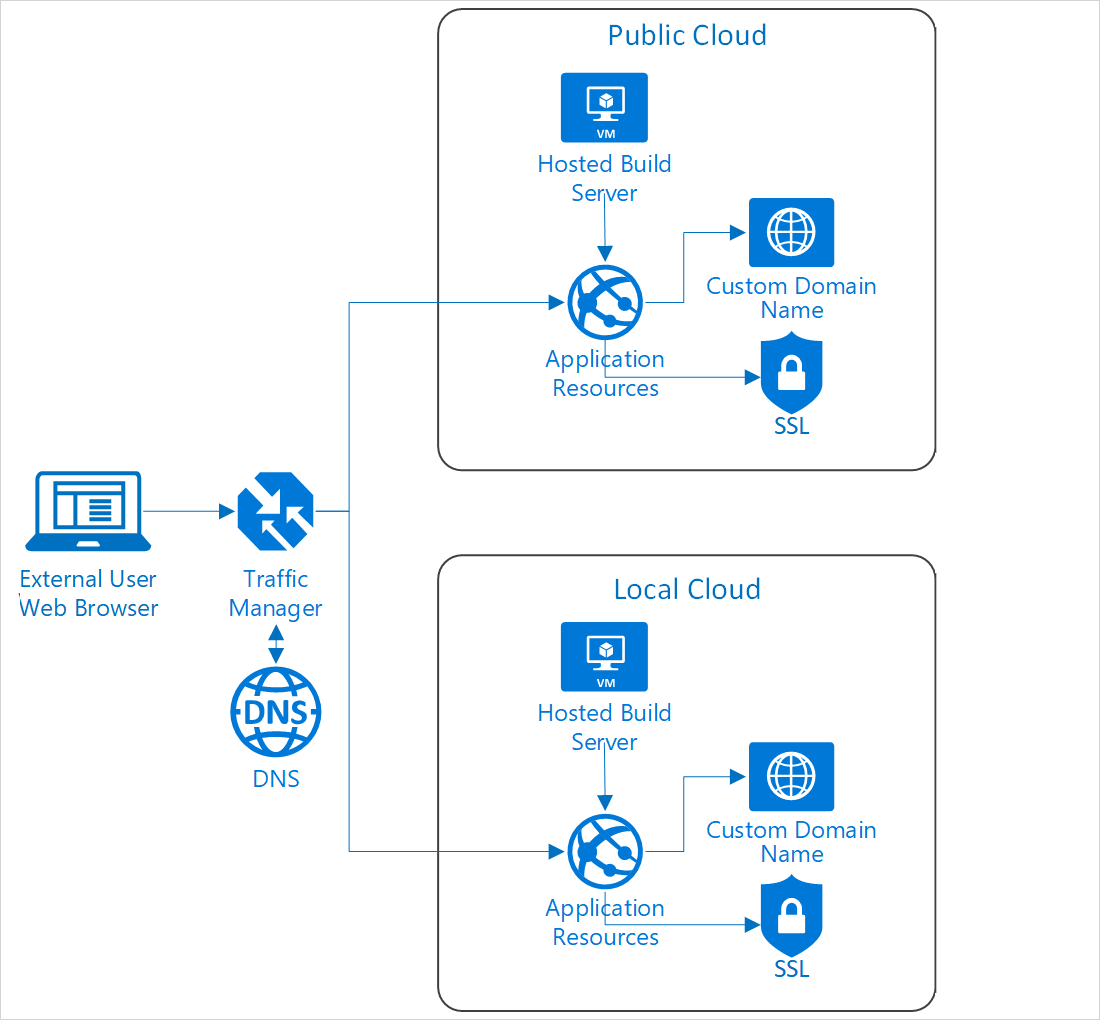 Public Cloud
VM
Hosted Build
Server
Custom Domain
Name
Application
Resources
SSL
External User
Web Browser
Traffic
Manager
DNS
DNS
Local Cloud
VM
Hosted Build
Server
Custom Domain
Name
Application
Resources
SSL